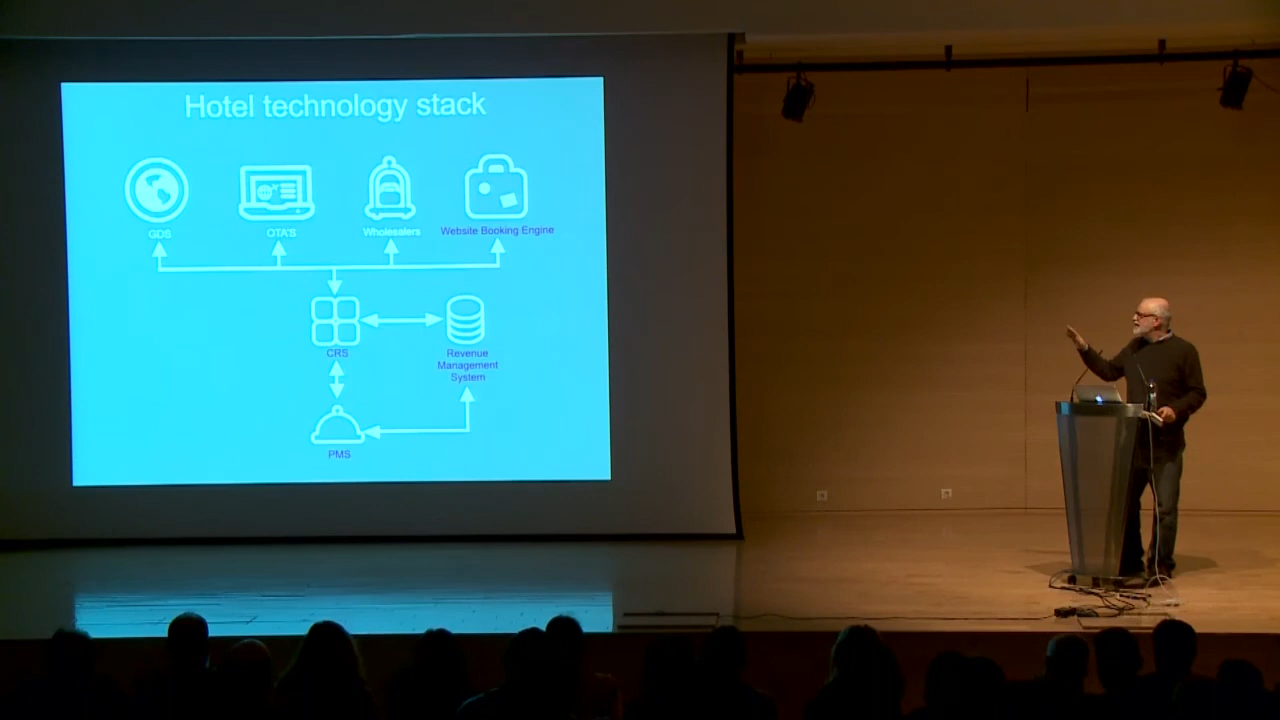 Hotel technology stack
GDS
OTA'S
Wholesalers
Website Booking Engine
CRS
Revenue
Management
System
PMS